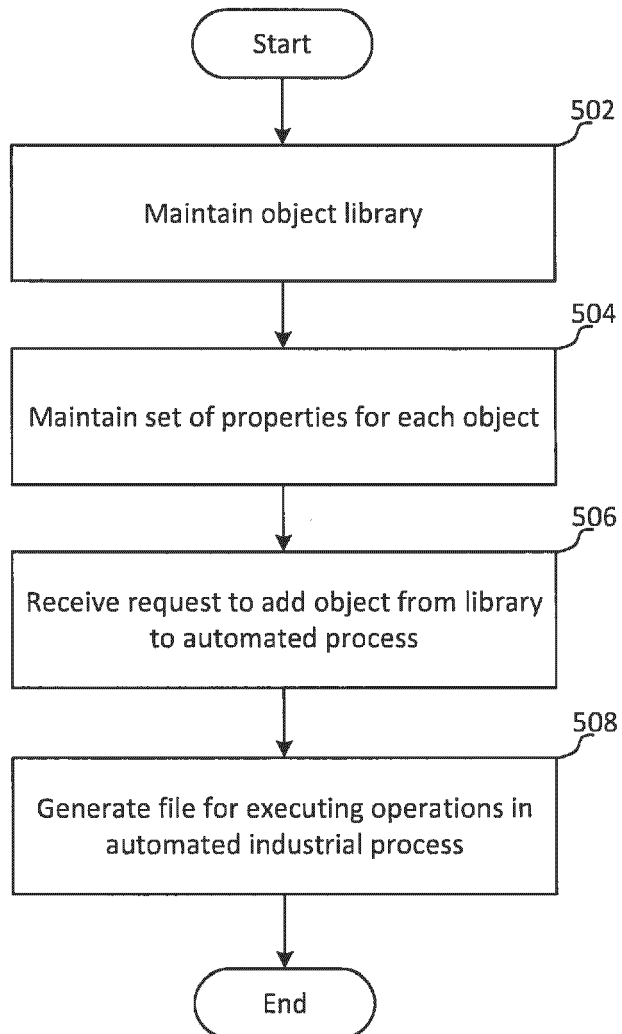 Start
502
Maintain object library
504
Maintain set of properties for each object
506
Receive request to add object from library
to automated process
508
Generate file for executing operations in
automated industrial process
End